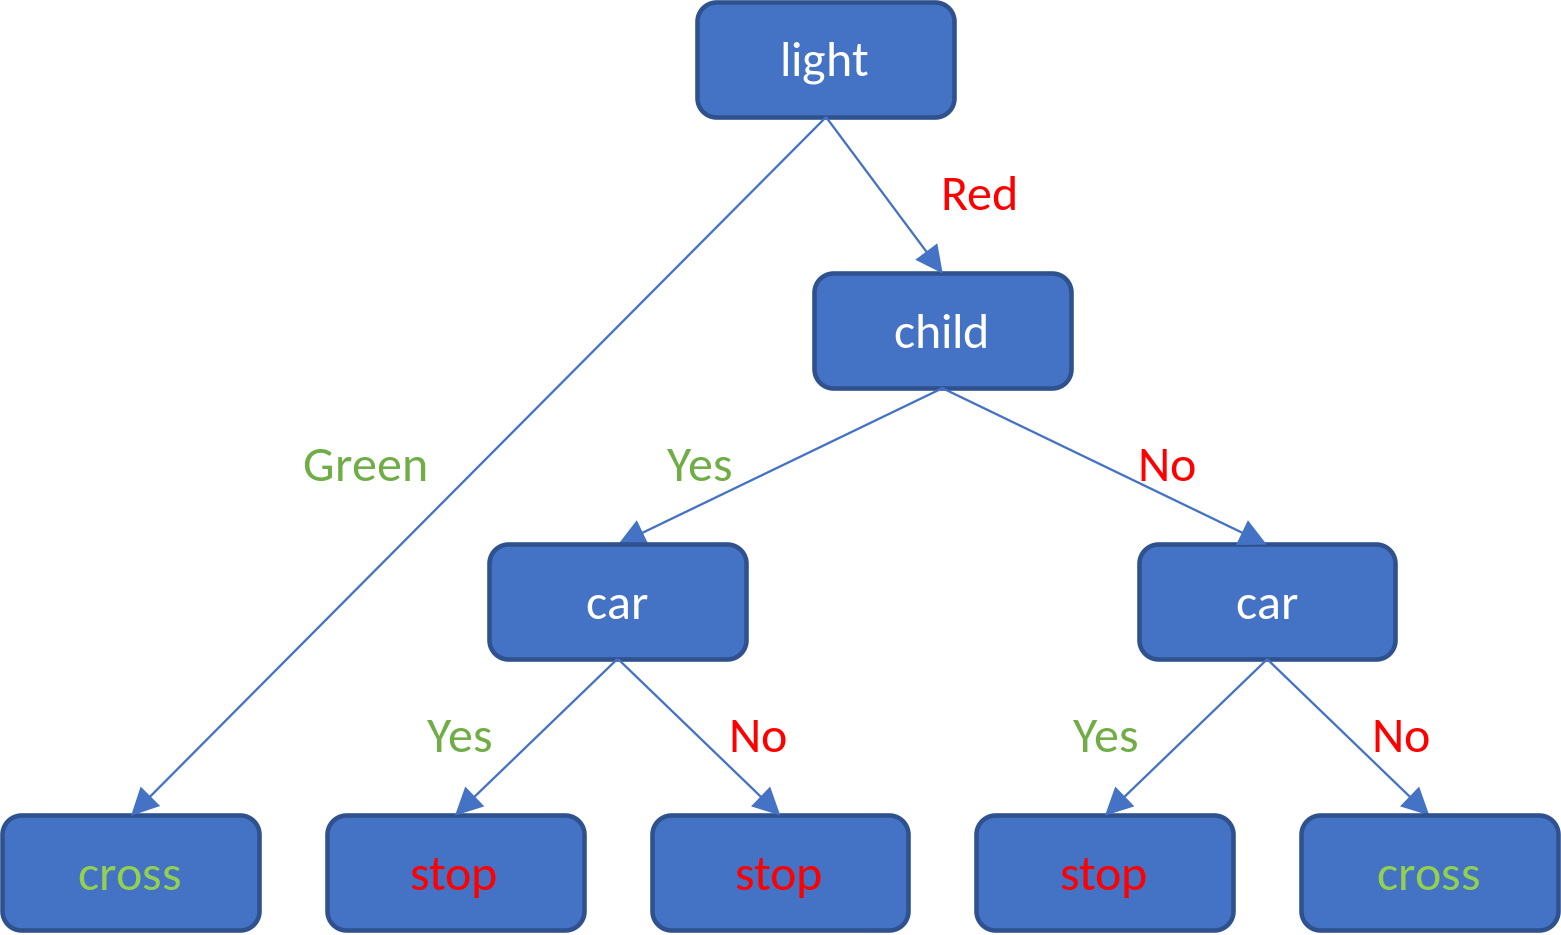 light
Red
child
Green
Yes
No
car
car
Yes
No
Yes
No
cross
stop
stop
stop
cross